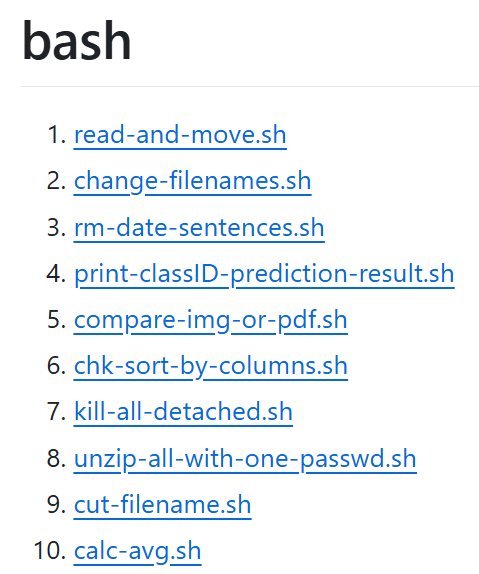 bash
1. read-and-move.sh
2. change-filenames.sh
3. rm-date-sentences.sh
4. print-classID-prediction-result.sh
5. compare-img-or-pdf.sh
6. chk-sort-by-columns.sh
7. kill-all-detached.sh
8. unzip-all-with-one-passwd.sh
9. cut-filename.sh
10. calc-avg.sh